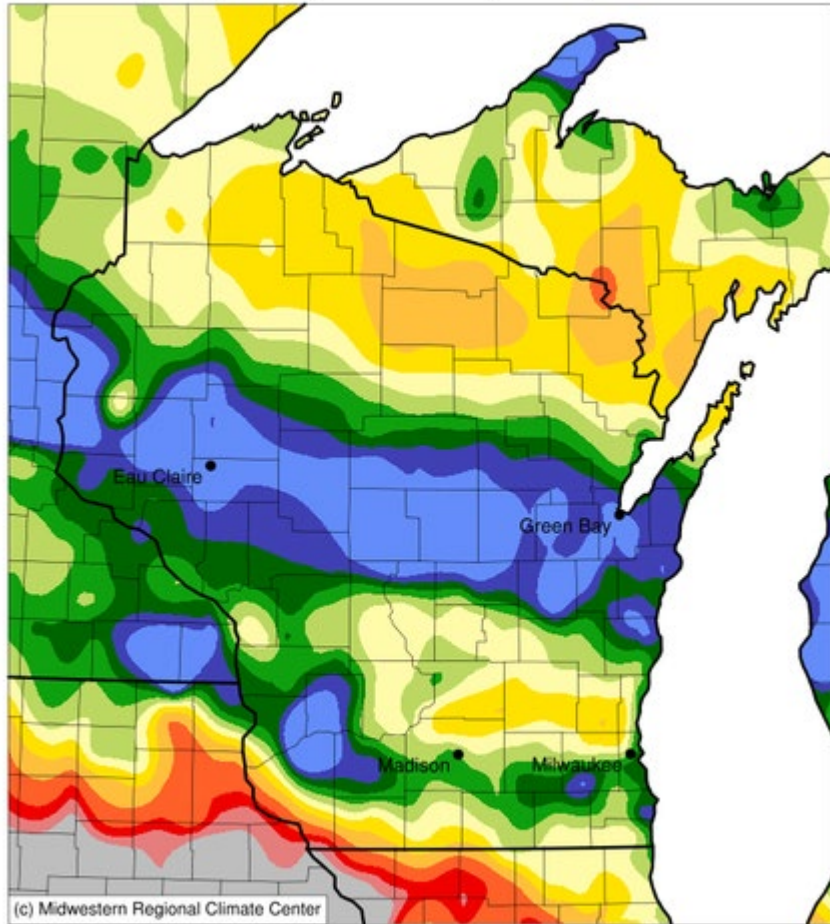 Eau Claire
Green Bay
Madison
Milwaukee
(c) Midwestern Regional Climate Center